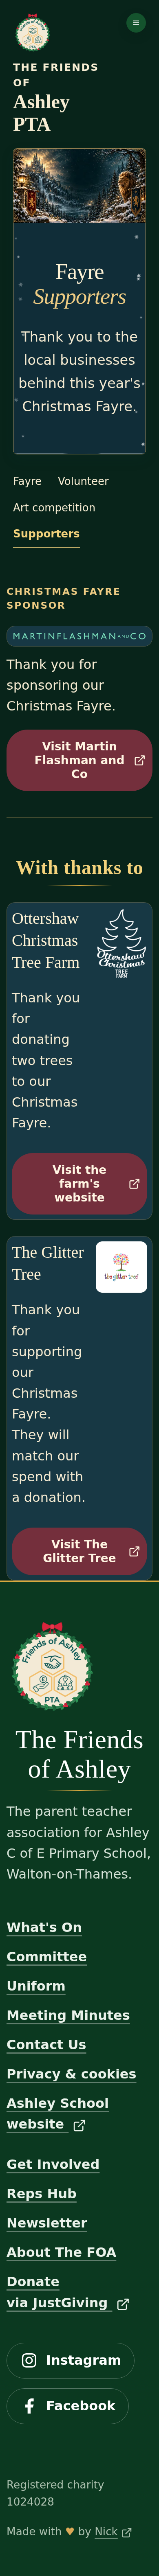 THE FRIENDS
OF
Ashley
PTA
Fayre
Supporters
Thank you to the
local businesses
behind this year's
Christmas Fayre.
Fayre Volunteer
Art competition
Supporters
CHRISTMAS FAYRE
SPONSOR
MARTINFLASHMANANDCO
Thank you for
sponsoring our
Christmas Fayre.
Visit Martin
Flashman and
Co
With thanks to
Ottershaw
Christmas
Tree Farm
Ottershaw
Christmas
TREE
FARM
Thank you
for
donating
two trees
to our
Christmas
Fayre.
Visit the
farm's
website
The Glitter
Tree
the glitter tree
Thank you
for
supporting
our
Christmas
Fayre.
They will
match our
spend with
a donation.
Visit The
Glitter Tree
Friends of Ashley
PTA
The Friends
of Ashley
The parent teacher
association for Ashley
C of E Primary School,
Walton-on-Thames.
What's On
Committee
Uniform
Meeting Minutes
Contact Us
Privacy & cookies
Ashley School
website
Get Involved
Reps Hub
Newsletter
About The FOA
Donate
via JustGiving
Instagram
Facebook
Registered charity
1024028
Made with ♥ by Nick